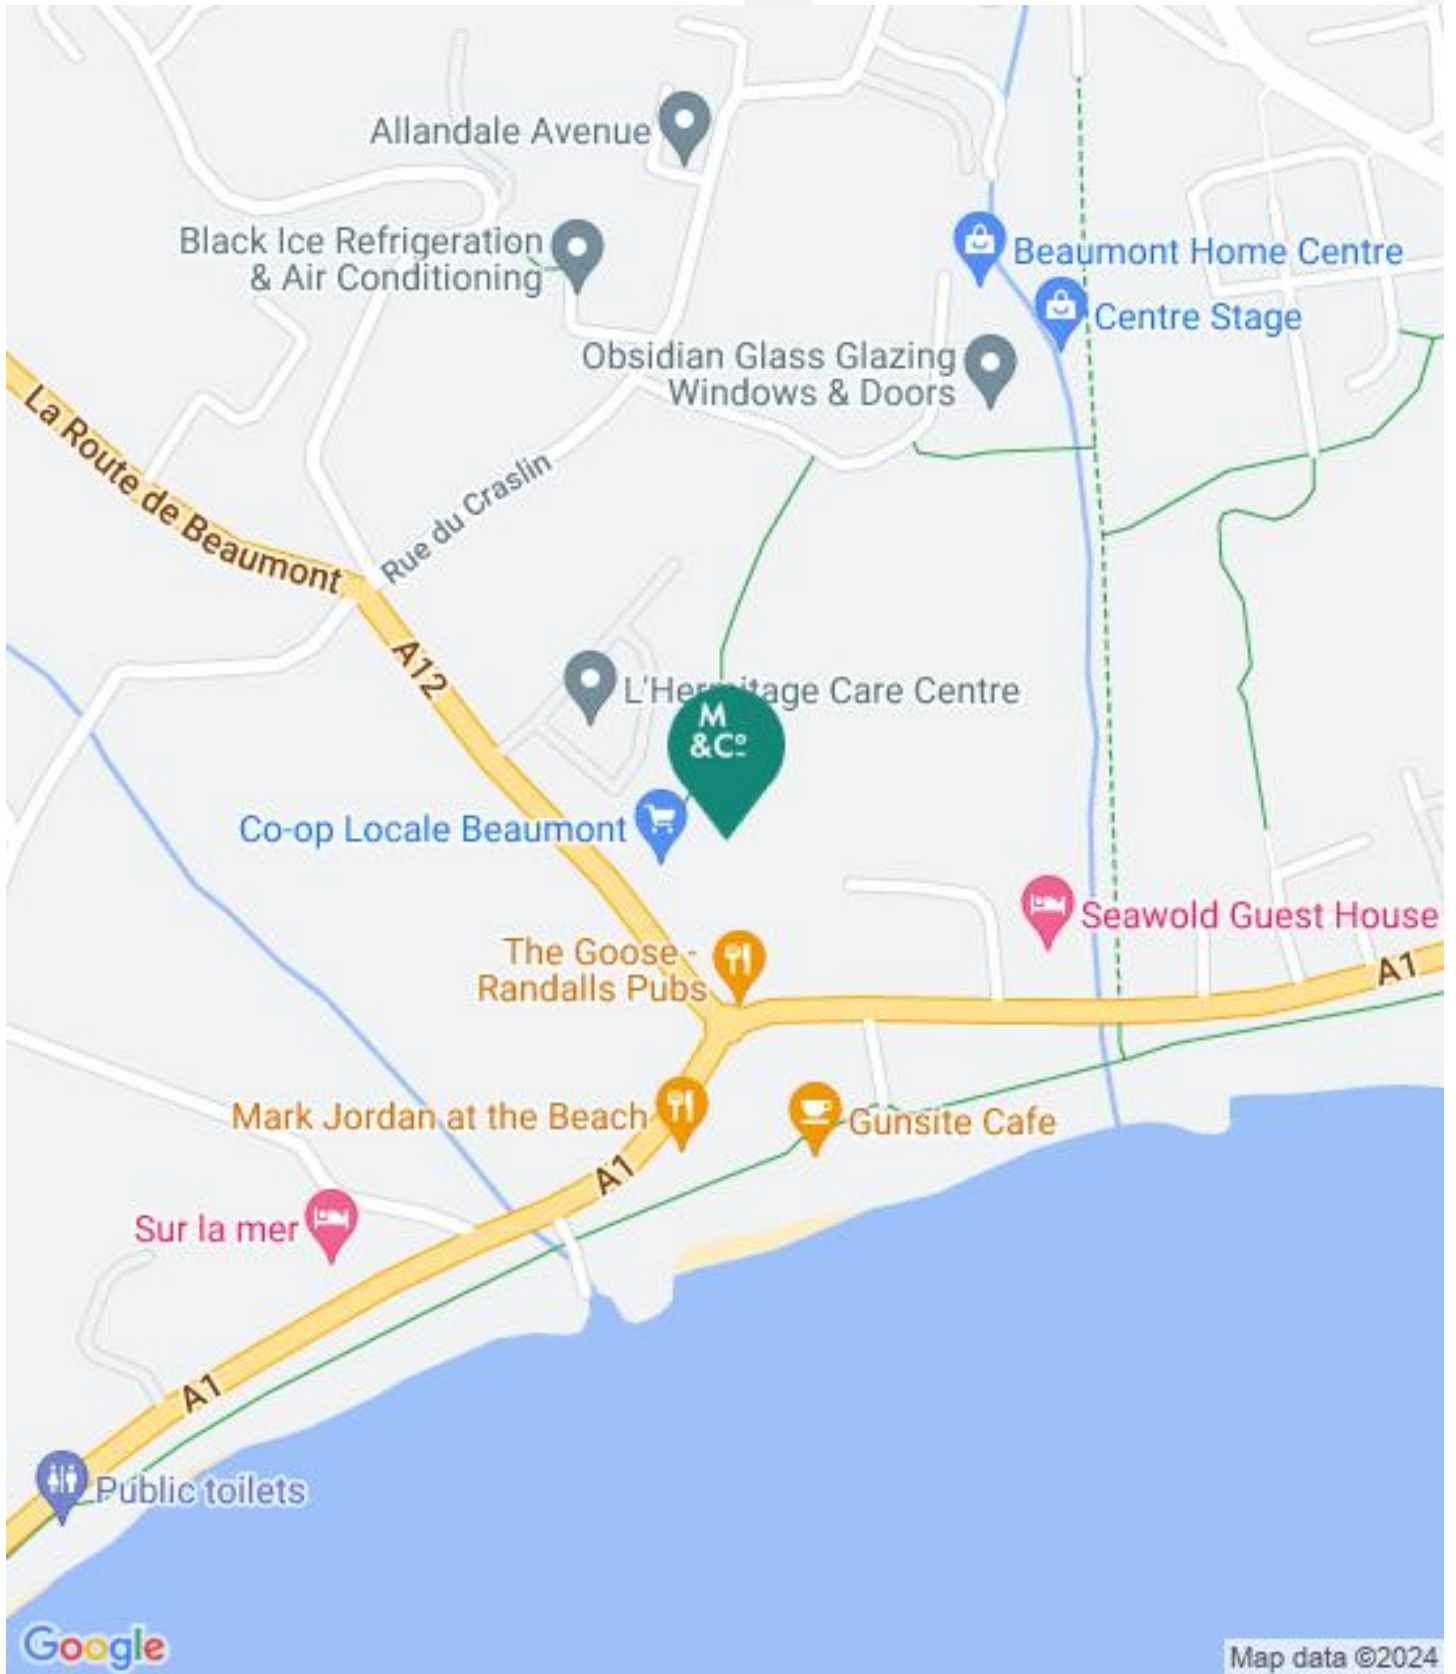 Allandale Avenue
Black Ice Refrigeration
& Air Conditioning
Beaumont Home Centre
Centre Stage
Obsidian Glass Glazing
Windows & Doors
La Route de Beaumont
Rue du Craslin
A12
L'Hermitage Care Centre
M
&Cº
Co-op Locale Beaumont
Seawold Guest House
The Goose -
Randalls Pubs
A1
Mark Jordan at the Beach
Gunsite Cafe
A1
Sur la mer
A1
Public toilets
Google
Map data ©2024